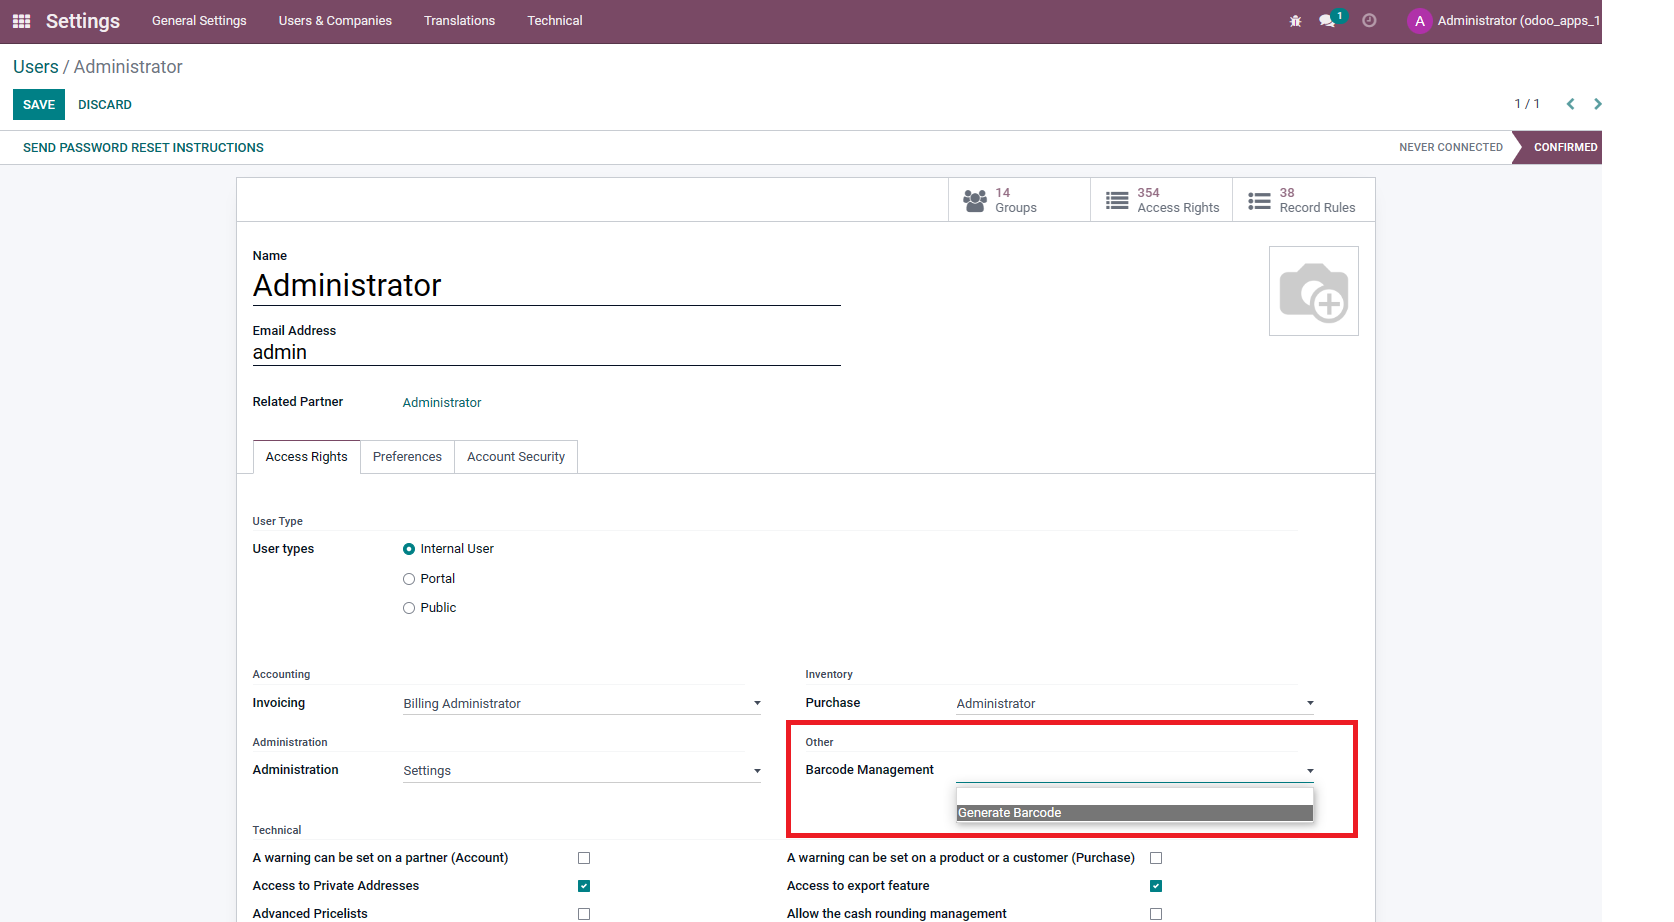 Settings General Settings Users & Companies Translations Technical 1 A Administrator (odoo_apps_1
Users / Administrator
SAVE DISCARD 1 / 1
SEND PASSWORD RESET INSTRUCTIONS NEVER CONNECTED CONFIRMED
14 Groups 354 Access Rights 38 Record Rules
Name
Administrator
Email Address
admin
Related Partner Administrator
Access Rights Preferences Account Security
User Type
User types Internal User
Portal
Public
Accounting Inventory
Invoicing Billing Administrator Purchase Administrator
Administration Other
Administration Settings Barcode Management
Generate Barcode
Technical
A warning can be set on a partner (Account) A warning can be set on a product or a customer (Purchase)
Access to Private Addresses Access to export feature
Advanced Pricelists Allow the cash rounding management